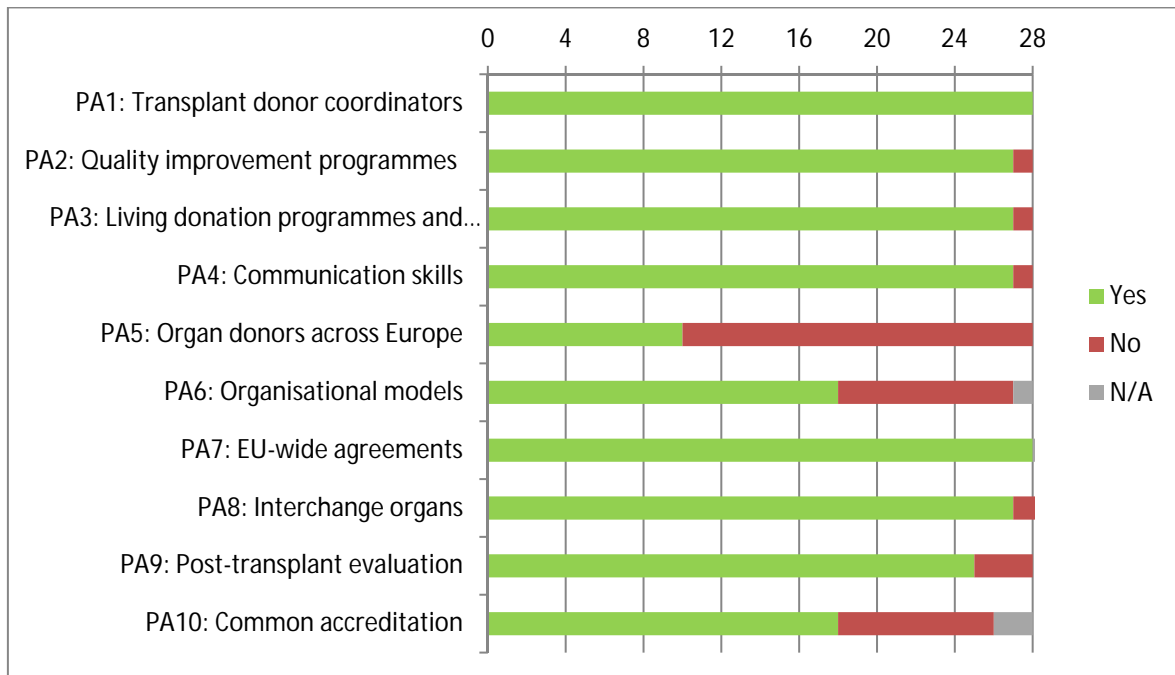 0 4 8 12 16 20 24 28
PA1: Transplant donor coordinators
PA2: Quality improvement programmes
PA3: Living donation programmes and...
PA4: Communication skills
PA5: Organ donors across Europe
PA6: Organisational models
PA7: EU-wide agreements
PA8: Interchange organs
PA9: Post-transplant evaluation
PA10: Common accreditation
Yes
No
N/A